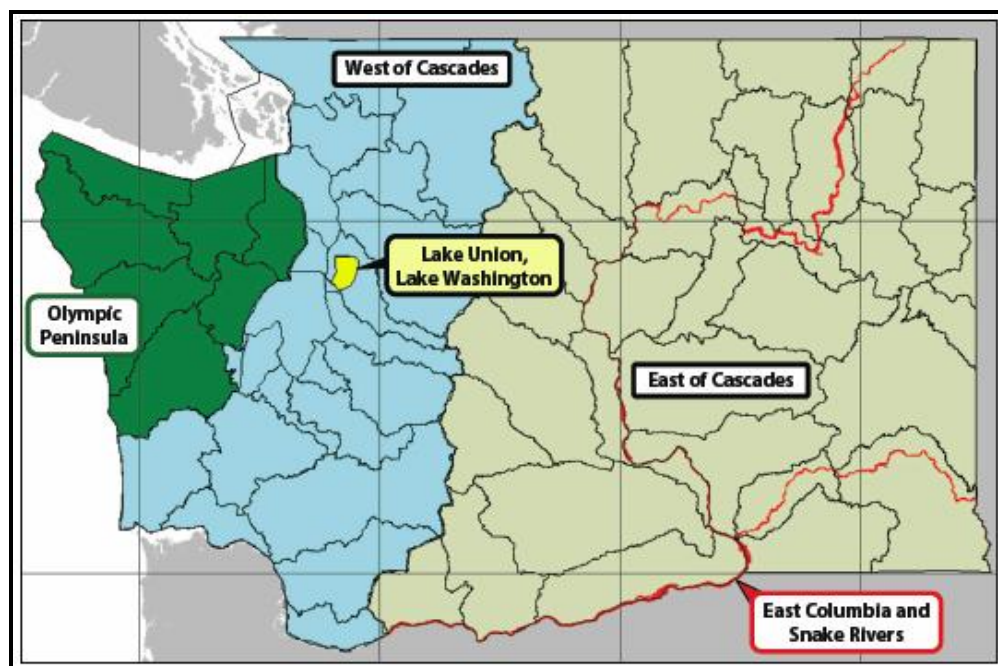 West of Cascades
Lake Union,
Lake Washington
Olympic
Peninsula
East of Cascades
East Columbia and
Snake Rivers